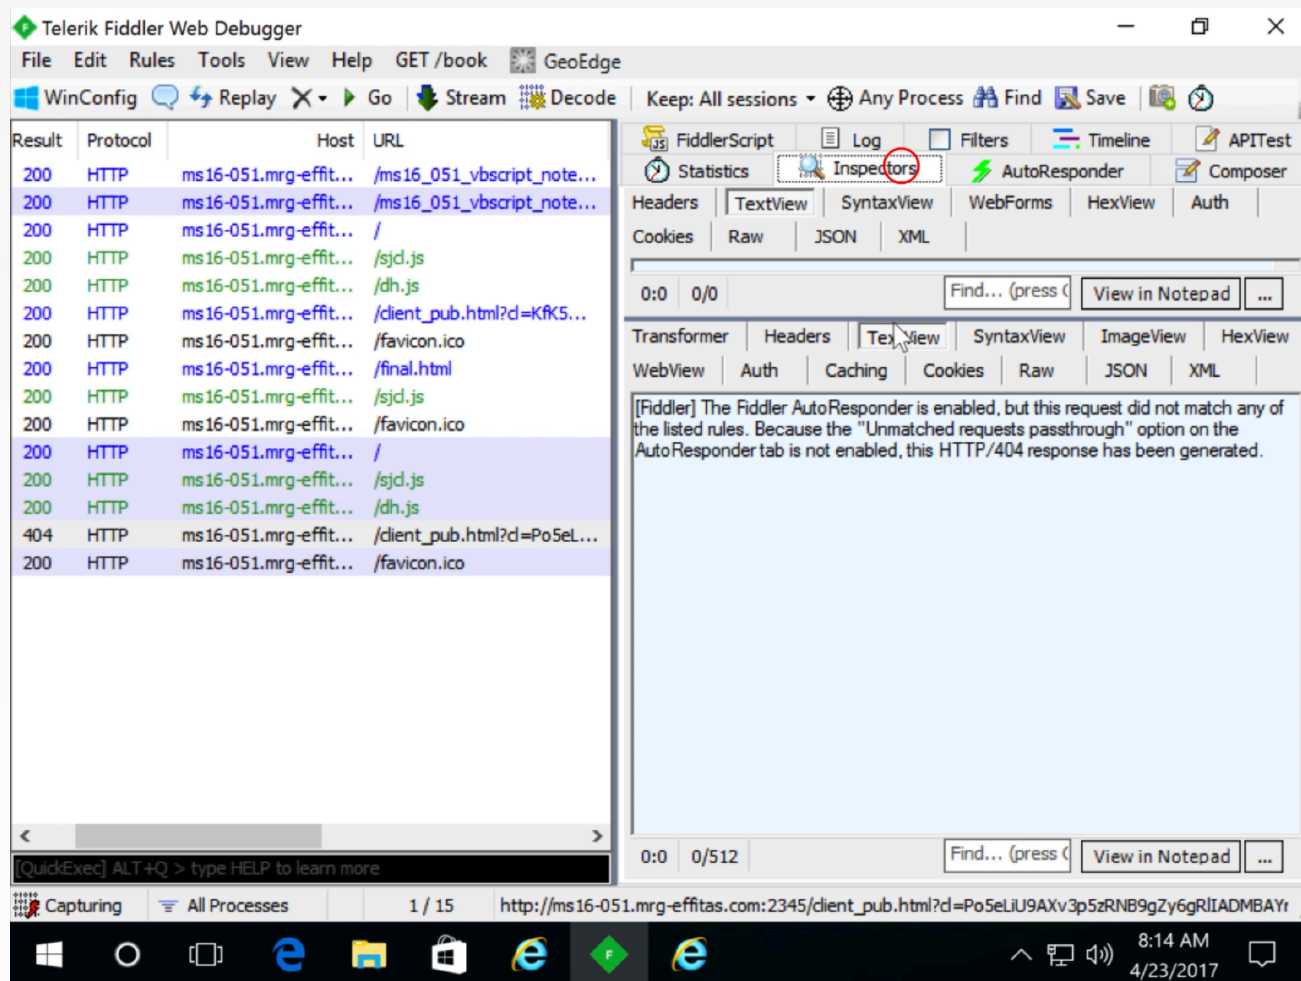 Telerik Fiddler Web Debugger
File Edit Rules Tools View Help GET /book GeoEdge
WinConfig Replay Go Stream Decode Keep: All sessions Any Process Find Save
Result Protocol Host URL
200 HTTP ms16-051.mrg-effit... /ms16_051_vbscript_note...
200 HTTP ms16-051.mrg-effit... /ms16_051_vbscript_note...
200 HTTP ms16-051.mrg-effit... /
200 HTTP ms16-051.mrg-effit... /sjcl.js
200 HTTP ms16-051.mrg-effit... /dh.js
200 HTTP ms16-051.mrg-effit... /client_pub.html?cl=KfK5...
200 HTTP ms16-051.mrg-effit... /favicon.ico
200 HTTP ms16-051.mrg-effit... /final.html
200 HTTP ms16-051.mrg-effit... /sjcl.js
200 HTTP ms16-051.mrg-effit... /favicon.ico
200 HTTP ms16-051.mrg-effit... /
200 HTTP ms16-051.mrg-effit... /sjcl.js
200 HTTP ms16-051.mrg-effit... /dh.js
404 HTTP ms16-051.mrg-effit... /client_pub.html?cl=Po5eL...
200 HTTP ms16-051.mrg-effit... /favicon.ico
[QuickExec] ALT+Q > type HELP to learn more
FiddlerScript Log Filters Timeline APITest
Statistics Inspectors AutoResponder Composer
Headers TextView SyntaxView WebForms HexView Auth
Cookies Raw JSON XML
0:0 0/0 Find... (press View in Notepad ...
Transformer Headers TextView SyntaxView ImageView HexView
WebView Auth Caching Cookies Raw JSON XML
[Fiddler] The Fiddler AutoResponder is enabled, but this request did not match any of
the listed rules. Because the "Unmatched requests passthrough" option on the
AutoResponder tab is not enabled, this HTTP/404 response has been generated.
0:0 0/512 Find... (press View in Notepad ...
Capturing All Processes 1 / 15 http://ms16-051.mrg-effitas.com:2345/client_pub.html?cl=Po5eLiU9AXv3p5zRNB9gZy6gRlIADMBAYr
8:14 AM
4/23/2017